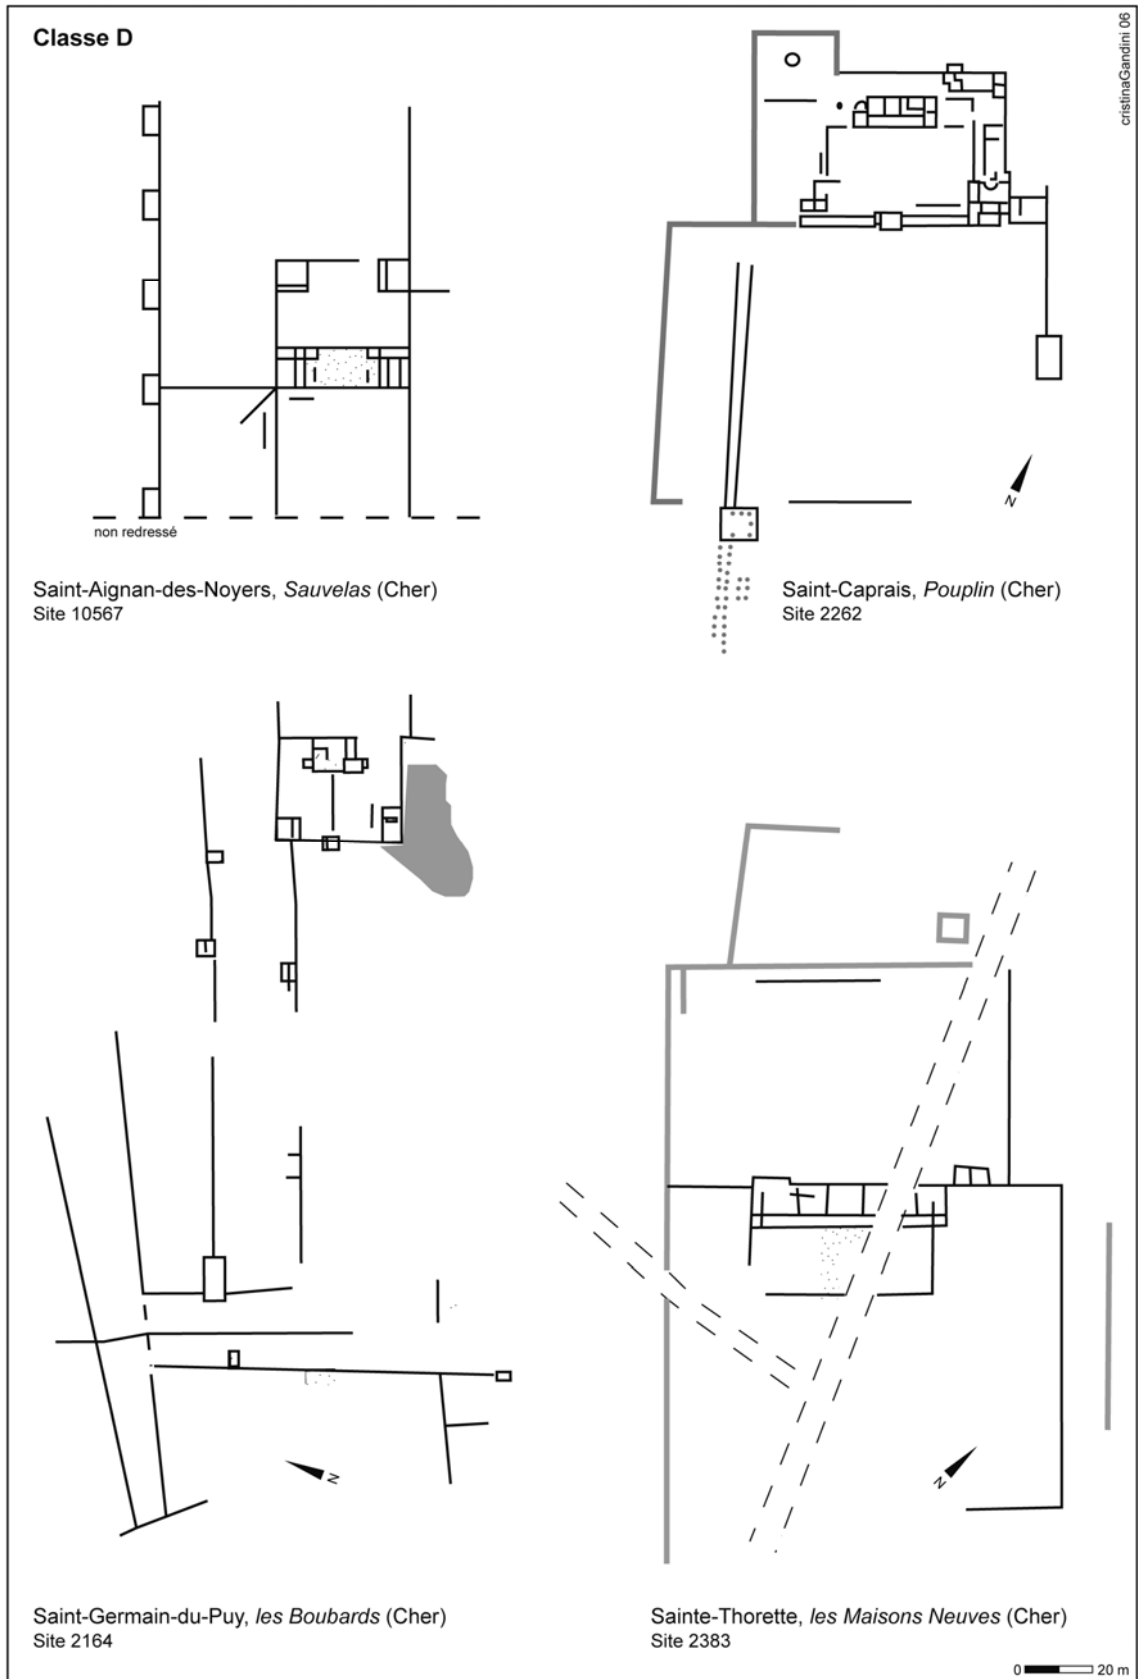 Classe D
cristinaGandini 06
non redressé
Saint-Aignan-des-Noyers, Sauvelas (Cher)
Site 10567
N
Saint-Caprais, Pouplin (Cher)
Site 2262
N
Saint-Germain-du-Puy, les Boubards (Cher)
Site 2164
N
Sainte-Thorette, les Maisons Neuves (Cher)
Site 2383
0 20 m